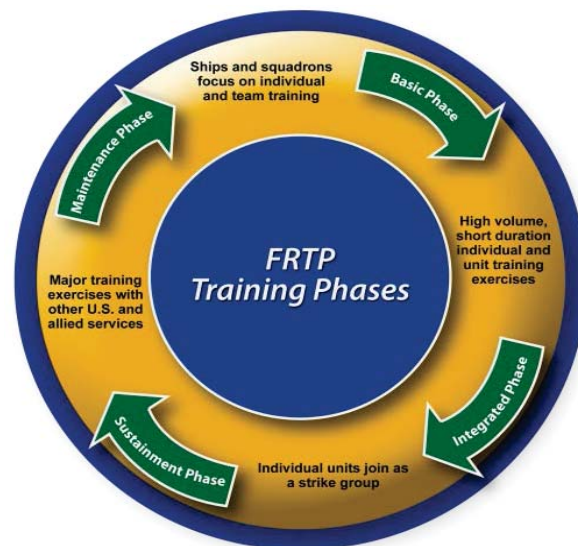 Ships and squadrons
focus on individual
and team training
Basic Phase
High volume,
short duration
individual and
unit training
exercises
Integrated Phase
Individual units join as
a strike group
Sustainment Phase
Major training
exercises with
other U.S. and
allied services
Maintenance Phase
FRTP
Training Phases